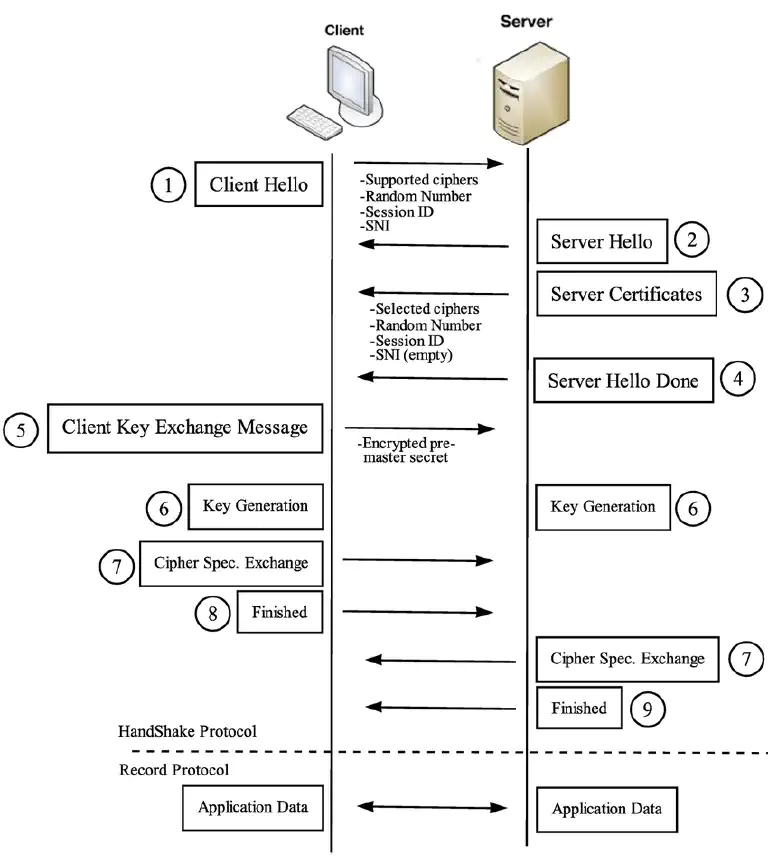 Client
Server
1
Client Hello
-Supported ciphers
-Random Number
-Session ID
-SNI
Server Hello
2
Server Certificates
3
-Selected ciphers
-Random Number
-Session ID
-SNI (empty)
Server Hello Done
4
5
Client Key Exchange Message
-Encrypted pre-
master secret
6
Key Generation
Key Generation
6
7
Cipher Spec. Exchange
8
Finished
Cipher Spec. Exchange
7
Finished
9
HandShake Protocol
Record Protocol
Application Data
Application Data